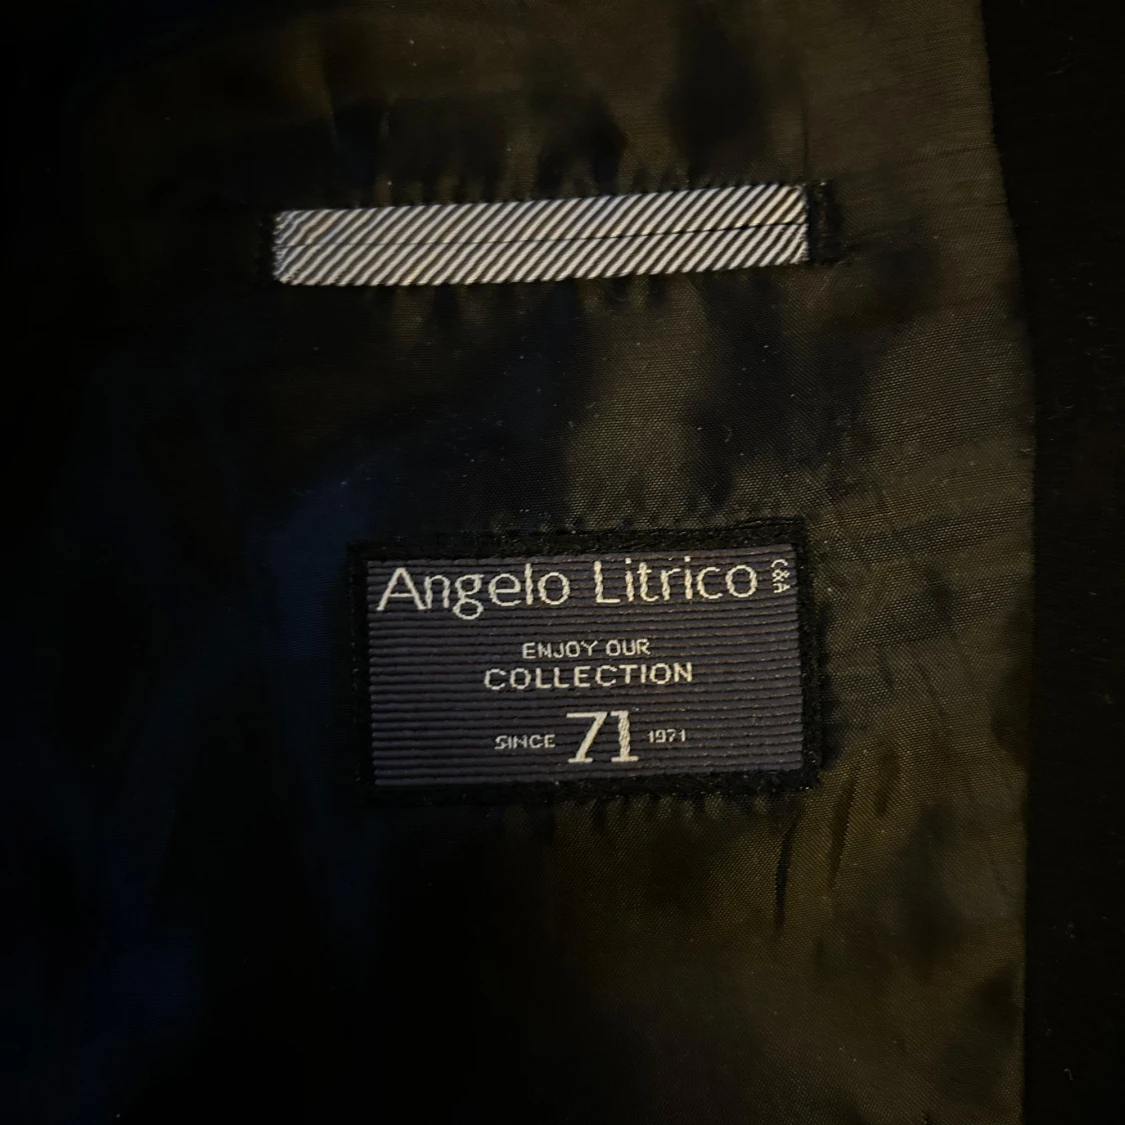 Angelo Litrico C&A
ENJOY OUR
COLLECTION
SINCE 71 1971